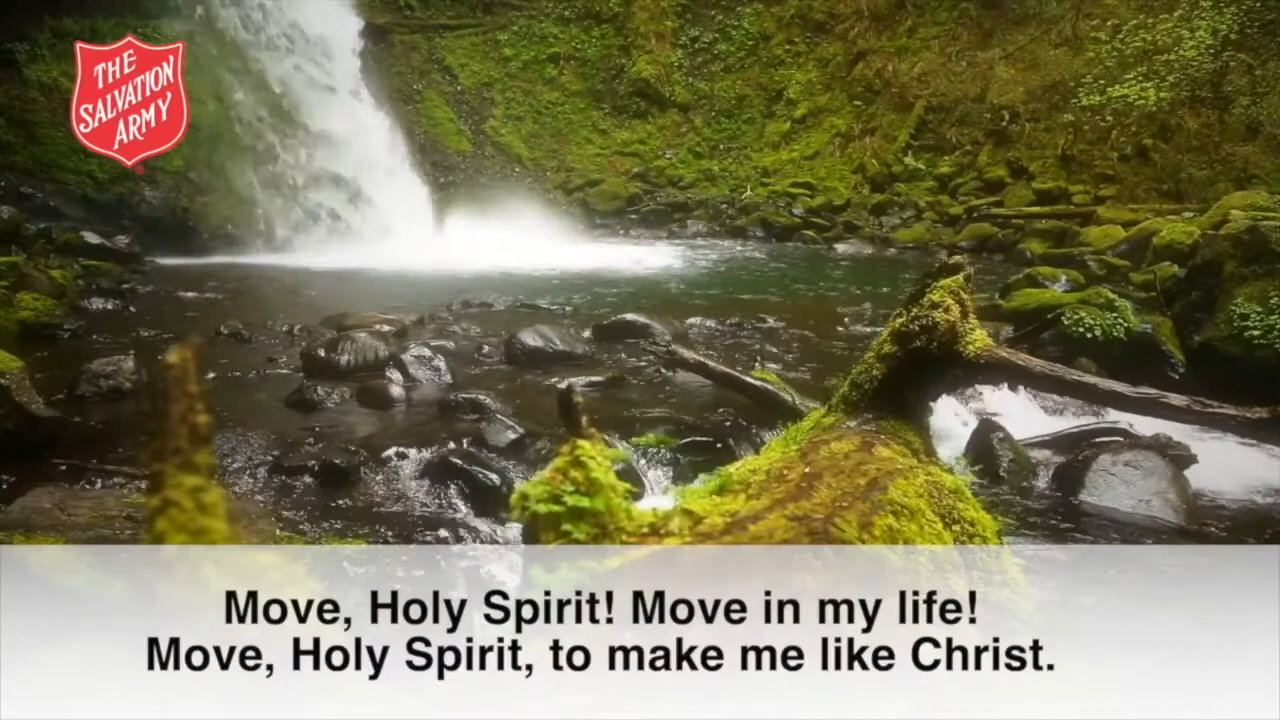 THE
SALVATION
ARMY
Move, Holy Spirit! Move in my life!
Move, Holy Spirit, to make me like Christ.